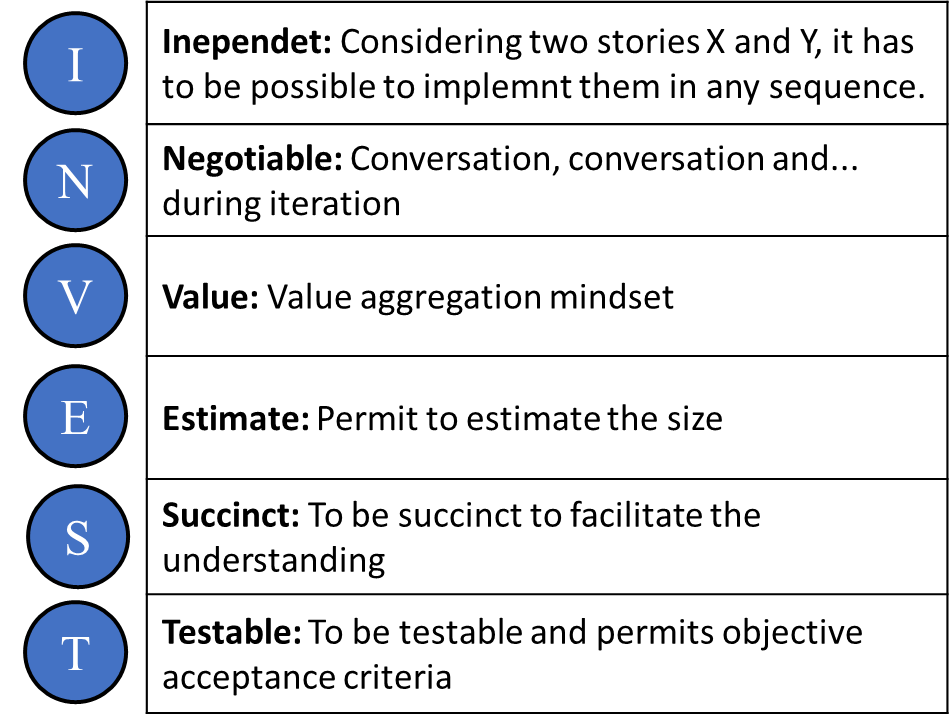 I
Inependet: Considering two stories X and Y, it has
to be possible to implemnt them in any sequence.
N
Negotiable: Conversation, conversation and...
during iteration
V
Value: Value aggregation mindset
E
Estimate: Permit to estimate the size
S
Succinct: To be succinct to facilitate the
understanding
T
Testable: To be testable and permits objective
acceptance criteria